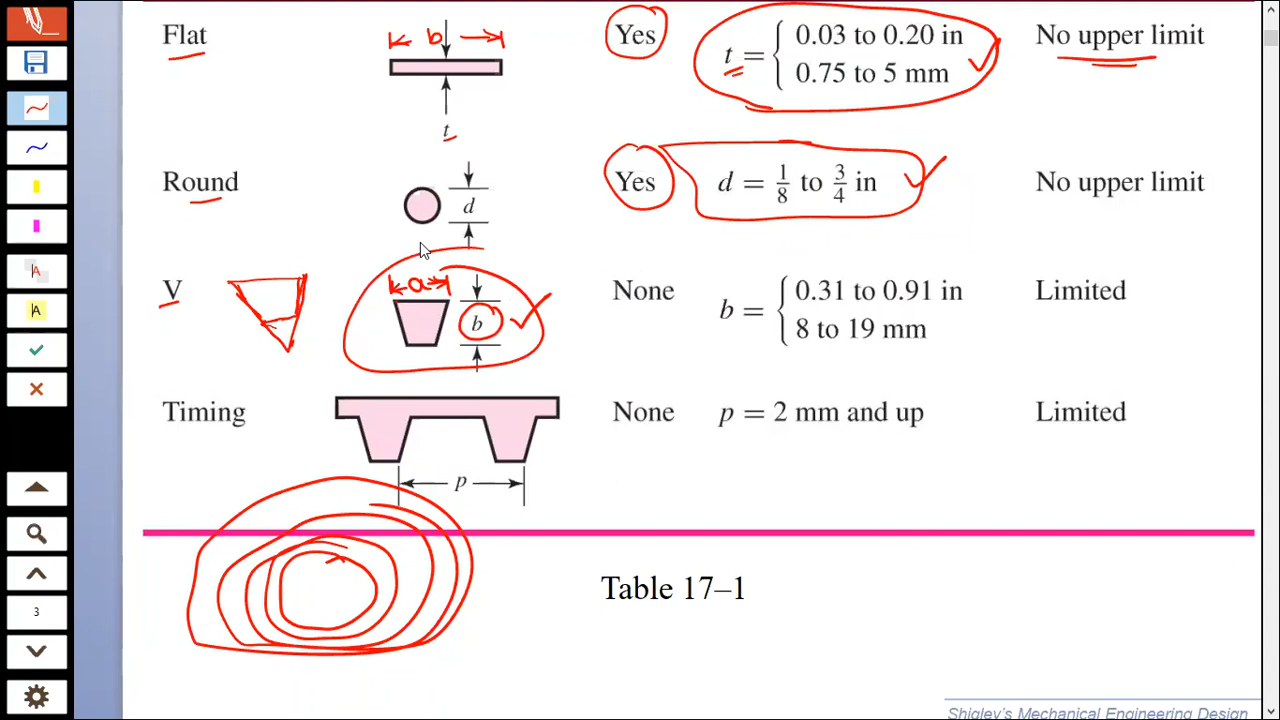 Flat b t Yes t = { 0.03 to 0.20 in No upper limit
0.75 to 5 mm
Round d Yes d = 1/8 to 3/4 in No upper limit
V a b None b = { 0.31 to 0.91 in Limited
8 to 19 mm
Timing p None p = 2 mm and up Limited
Table 17–1
3
A
A
Shigley's Mechanical Engineering Design